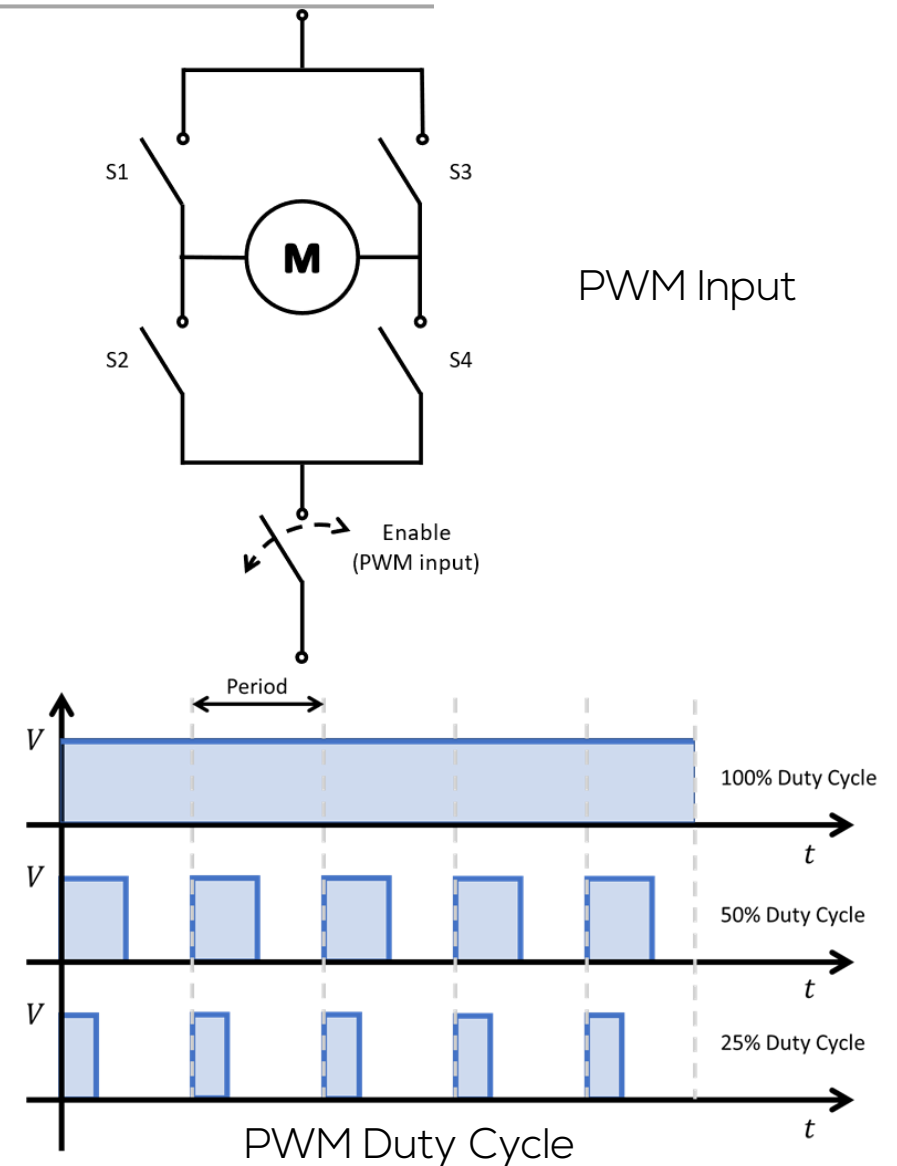 S1
S3
M
PWM Input
S2
S4
Enable
(PWM input)
Period
V
100% Duty Cycle
t
V
50% Duty Cycle
t
V
25% Duty Cycle
t
PWM Duty Cycle